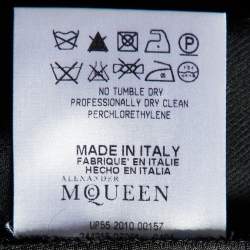 NO TUMBLE DRY
PROFESSIONALLY DRY CLEAN
PERCHLORETHYLENE
MADE IN ITALY
FABRIQUE' EN ITALIE
HECHO EN ITALIA
ALEXANDER
McQUEEN
UP55 2010 00157